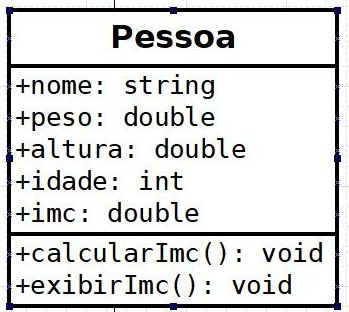 Pessoa
+nome: string
+peso: double
+altura: double
+idade: int
+imc: double
+calcularImc(): void
+exibirImc(): void